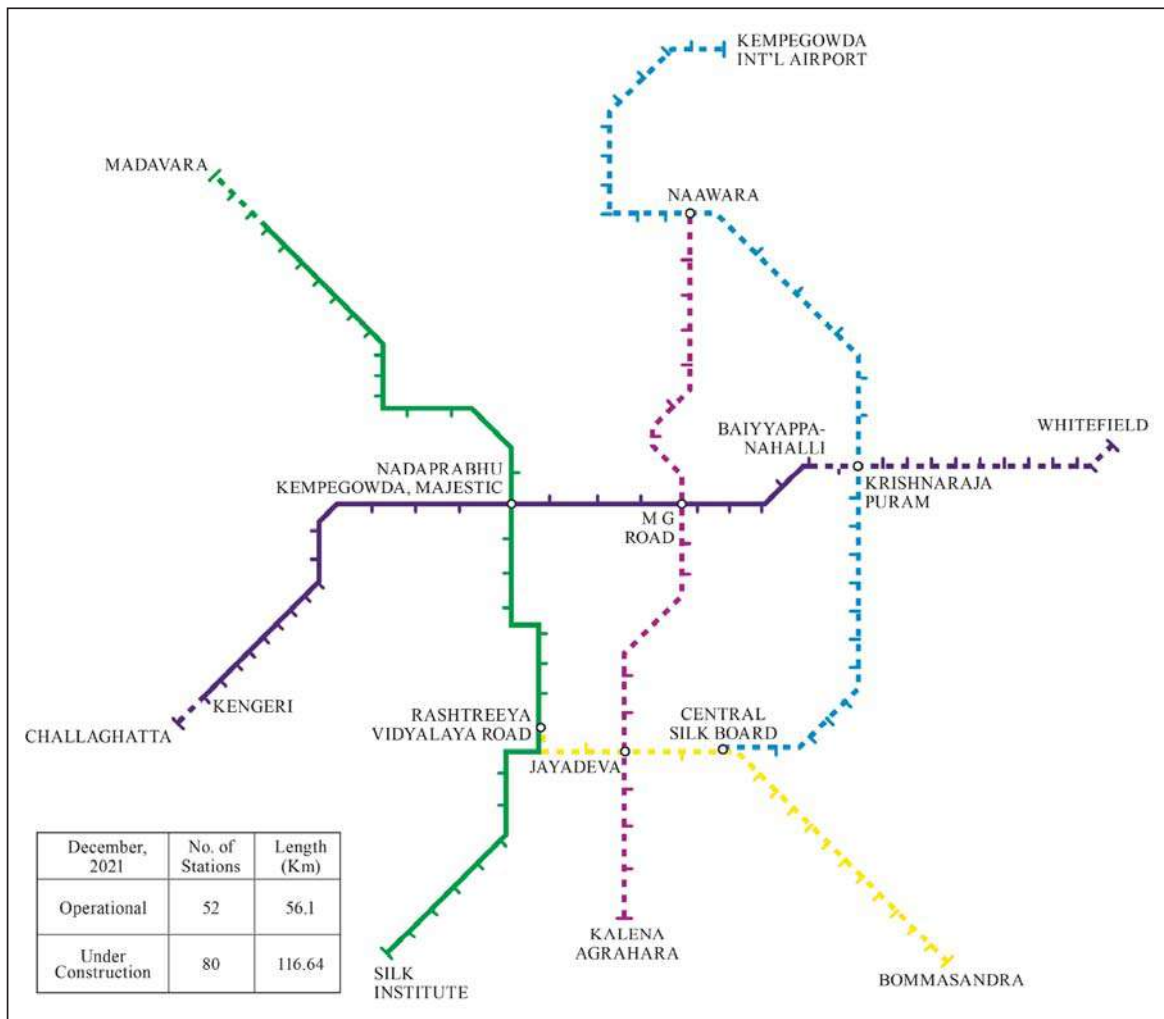 KEMPEGOWDA
INT'L AIRPORT
MADAVARA
NAAWARA
BAIYYAPPA-
NAHALLI
WHITEFIELD
NADAPRABHU
KEMPEGOWDA, MAJESTIC
KRISHNARAJA
PURAM
M G
ROAD
KENGERI
CHALLAGHATTA
RASHTREEYA
VIDYALAYA ROAD
CENTRAL
SILK BOARD
JAYADEVA
December,
2021
No. of
Stations
Length
(Km)
Operational
52
56.1
Under
Construction
80
116.64
SILK
INSTITUTE
KALENA
AGRAHARA
BOMMASANDRA